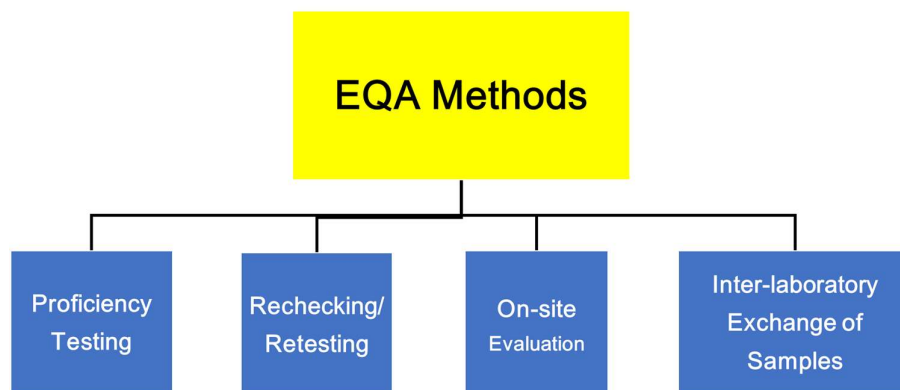 EQA Methods
Proficiency
Testing
Rechecking/
Retesting
On-site
Evaluation
Inter-laboratory
Exchange of
Samples